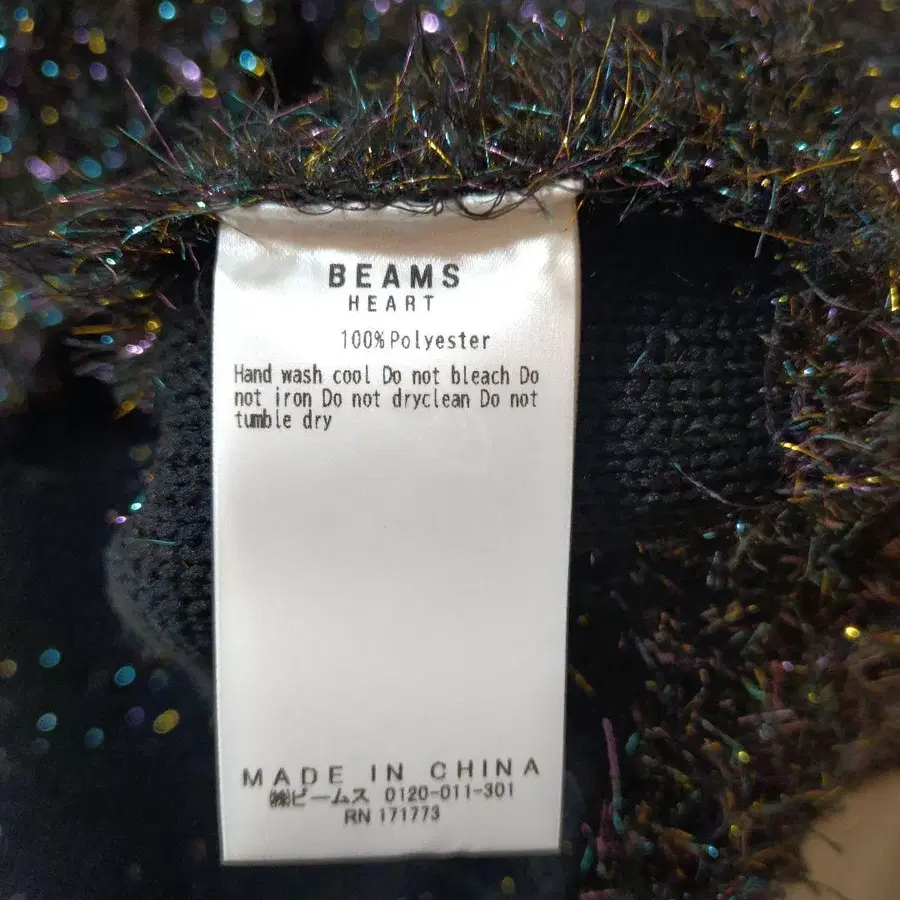 BEAMS
HEART
100%Polyester
Hand wash cool Do not bleach Do
not iron Do not dryclean Do not
tumble dry
MADE IN CHINA
㈱ビームス 0120-011-301
RN 171773